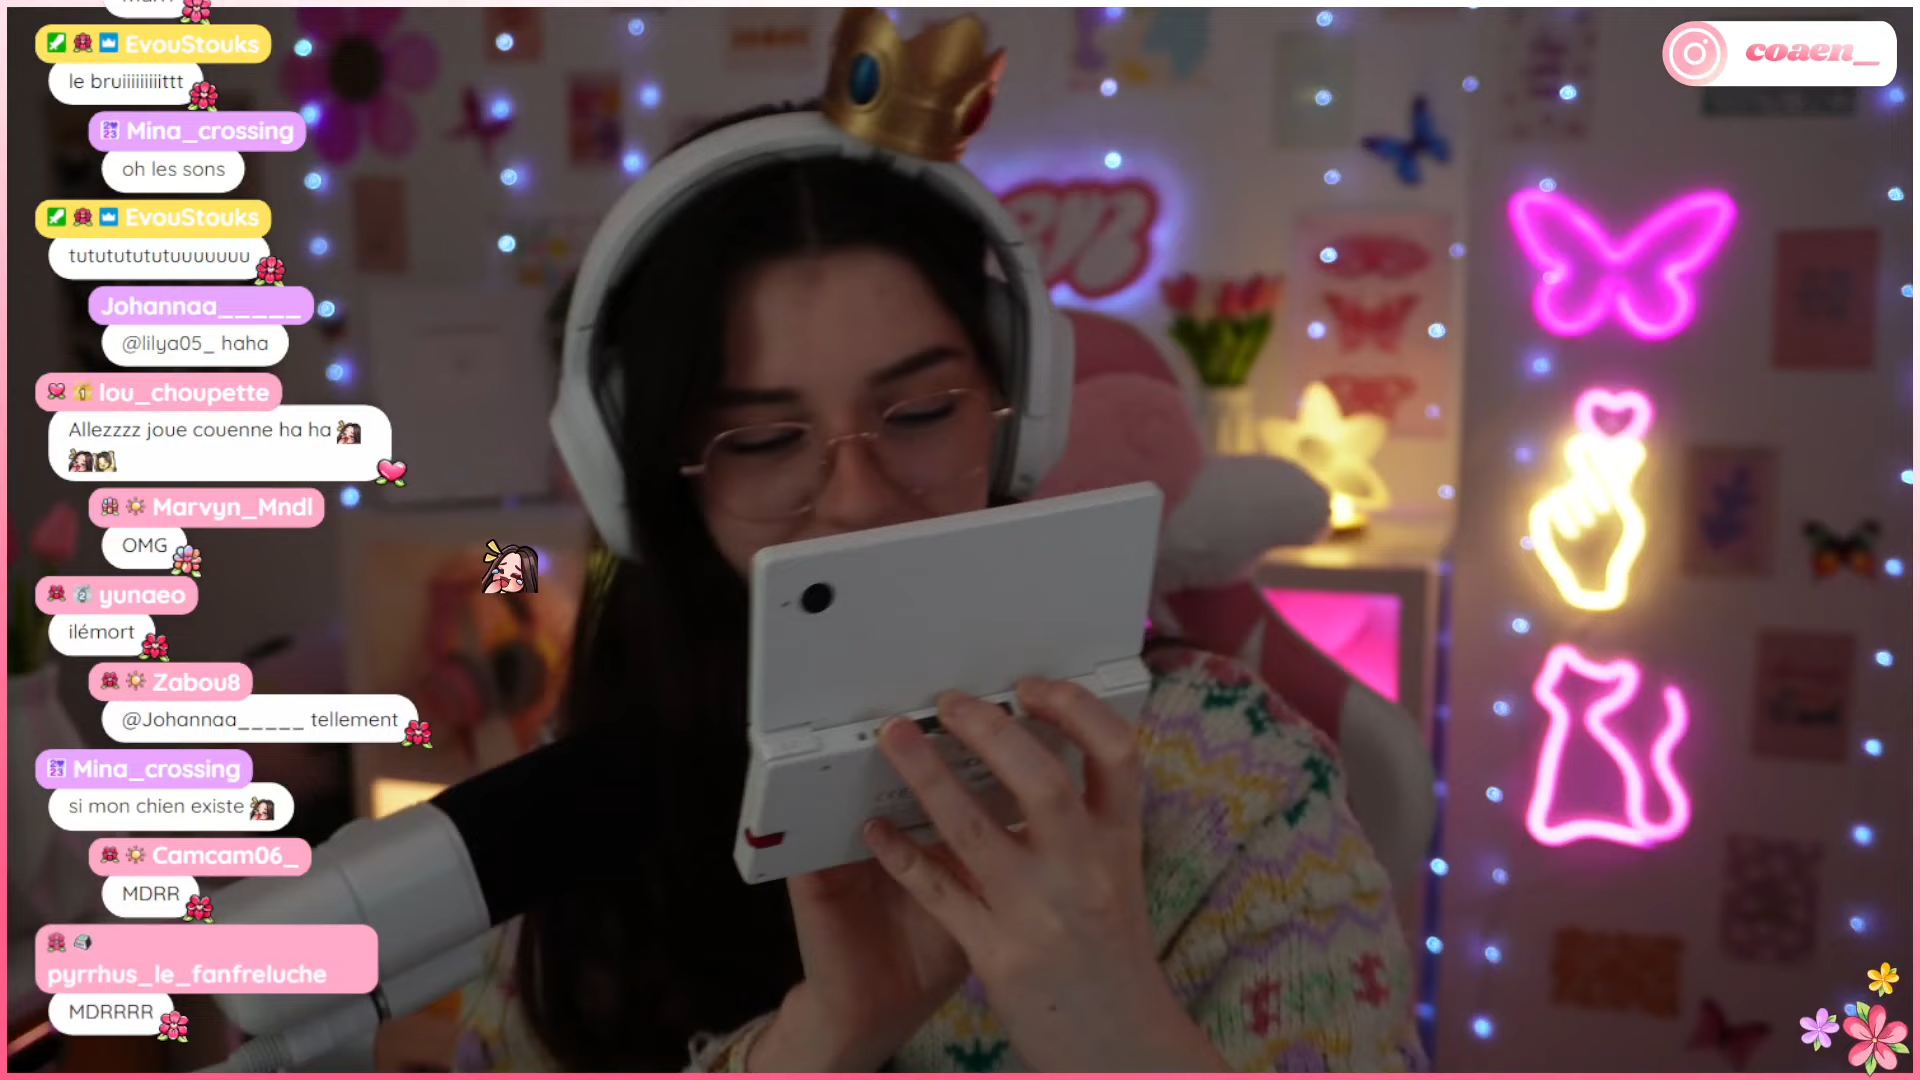 EvouStouks
le bruiiiiiiiiittt
Mina_crossing
oh les sons
EvouStouks
tutututututuuuuuuu
Johannaa_____
@lilya05_ haha
lou_choupette
Allezzzz joue couenne ha ha
Marvyn_Mndl
OMG
yunaeo
ilémort
Zabou8
@Johannaa_____ tellement
Mina_crossing
si mon chien existe
Camcam06_
MDRR
pyrrhus_le_fanfreluche
MDRRRR
coaen_